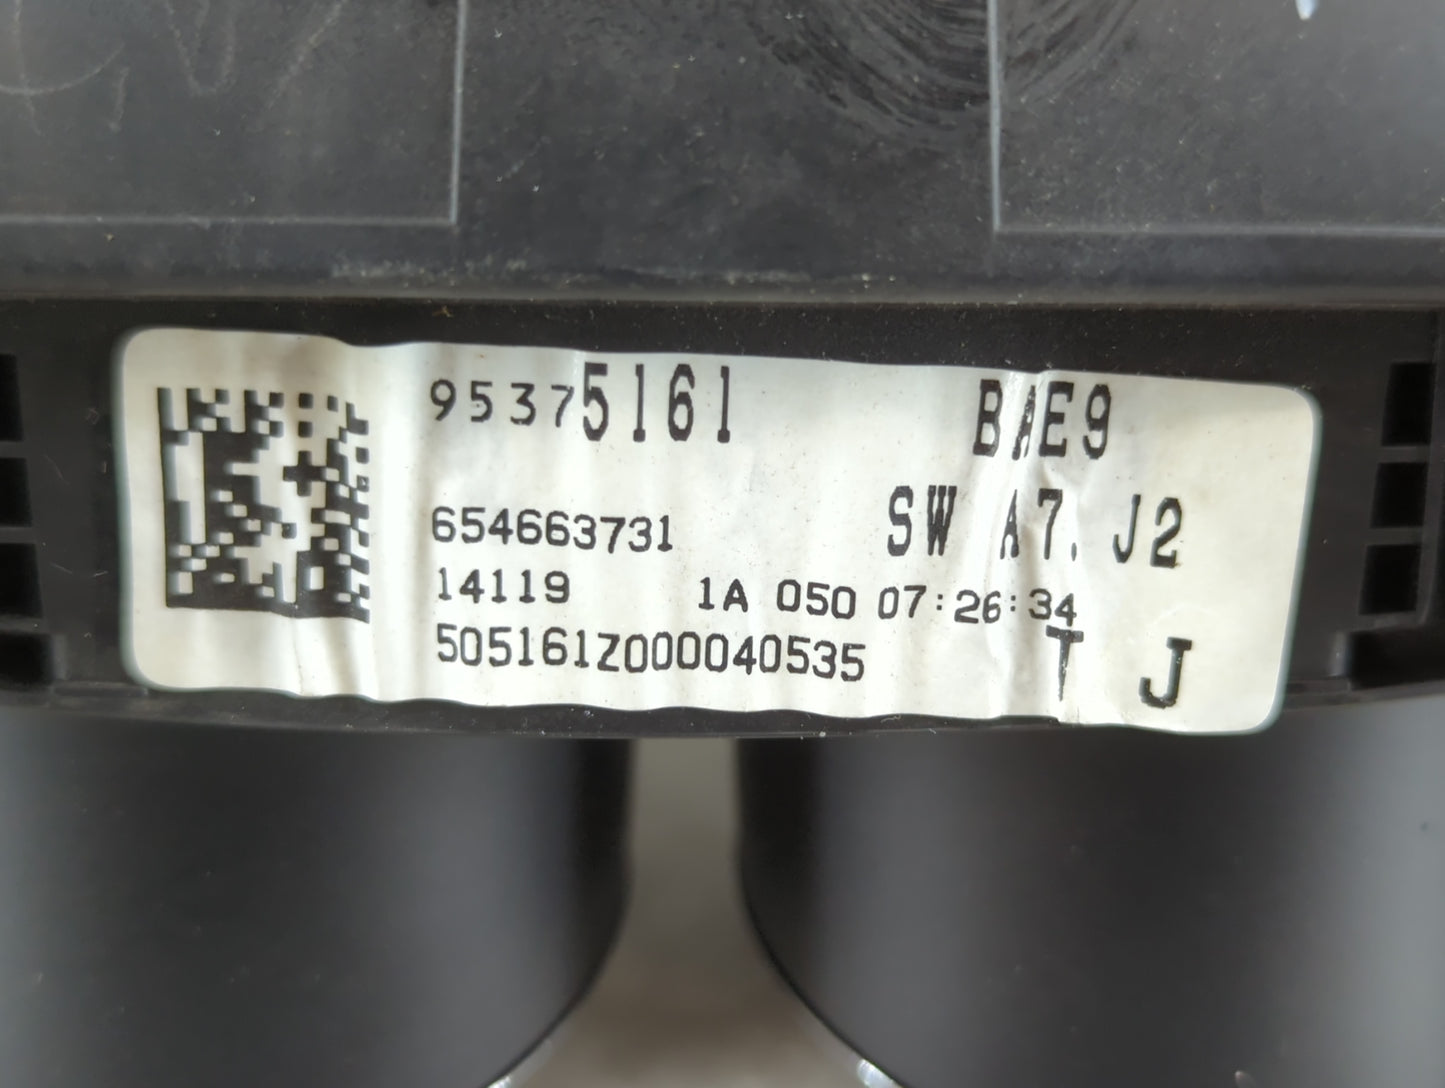 95375161 BAE9
654663731 SW A7. J2
14119 1A 050 07:26:34
505161Z000040535 T J